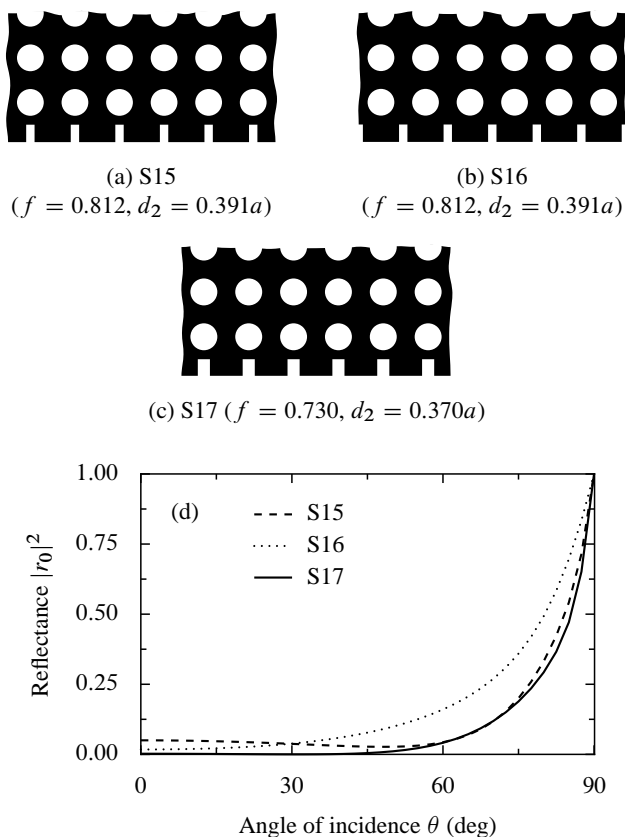 (a) S15
(f = 0.812, d₂ = 0.391a)
(b) S16
(f = 0.812, d₂ = 0.391a)
(c) S17 (f = 0.730, d₂ = 0.370a)
(d)
S15
S16
S17
1.00
0.75
0.50
0.25
0.00
Reflectance |r₀|²
0
30
60
90
Angle of incidence θ (deg)